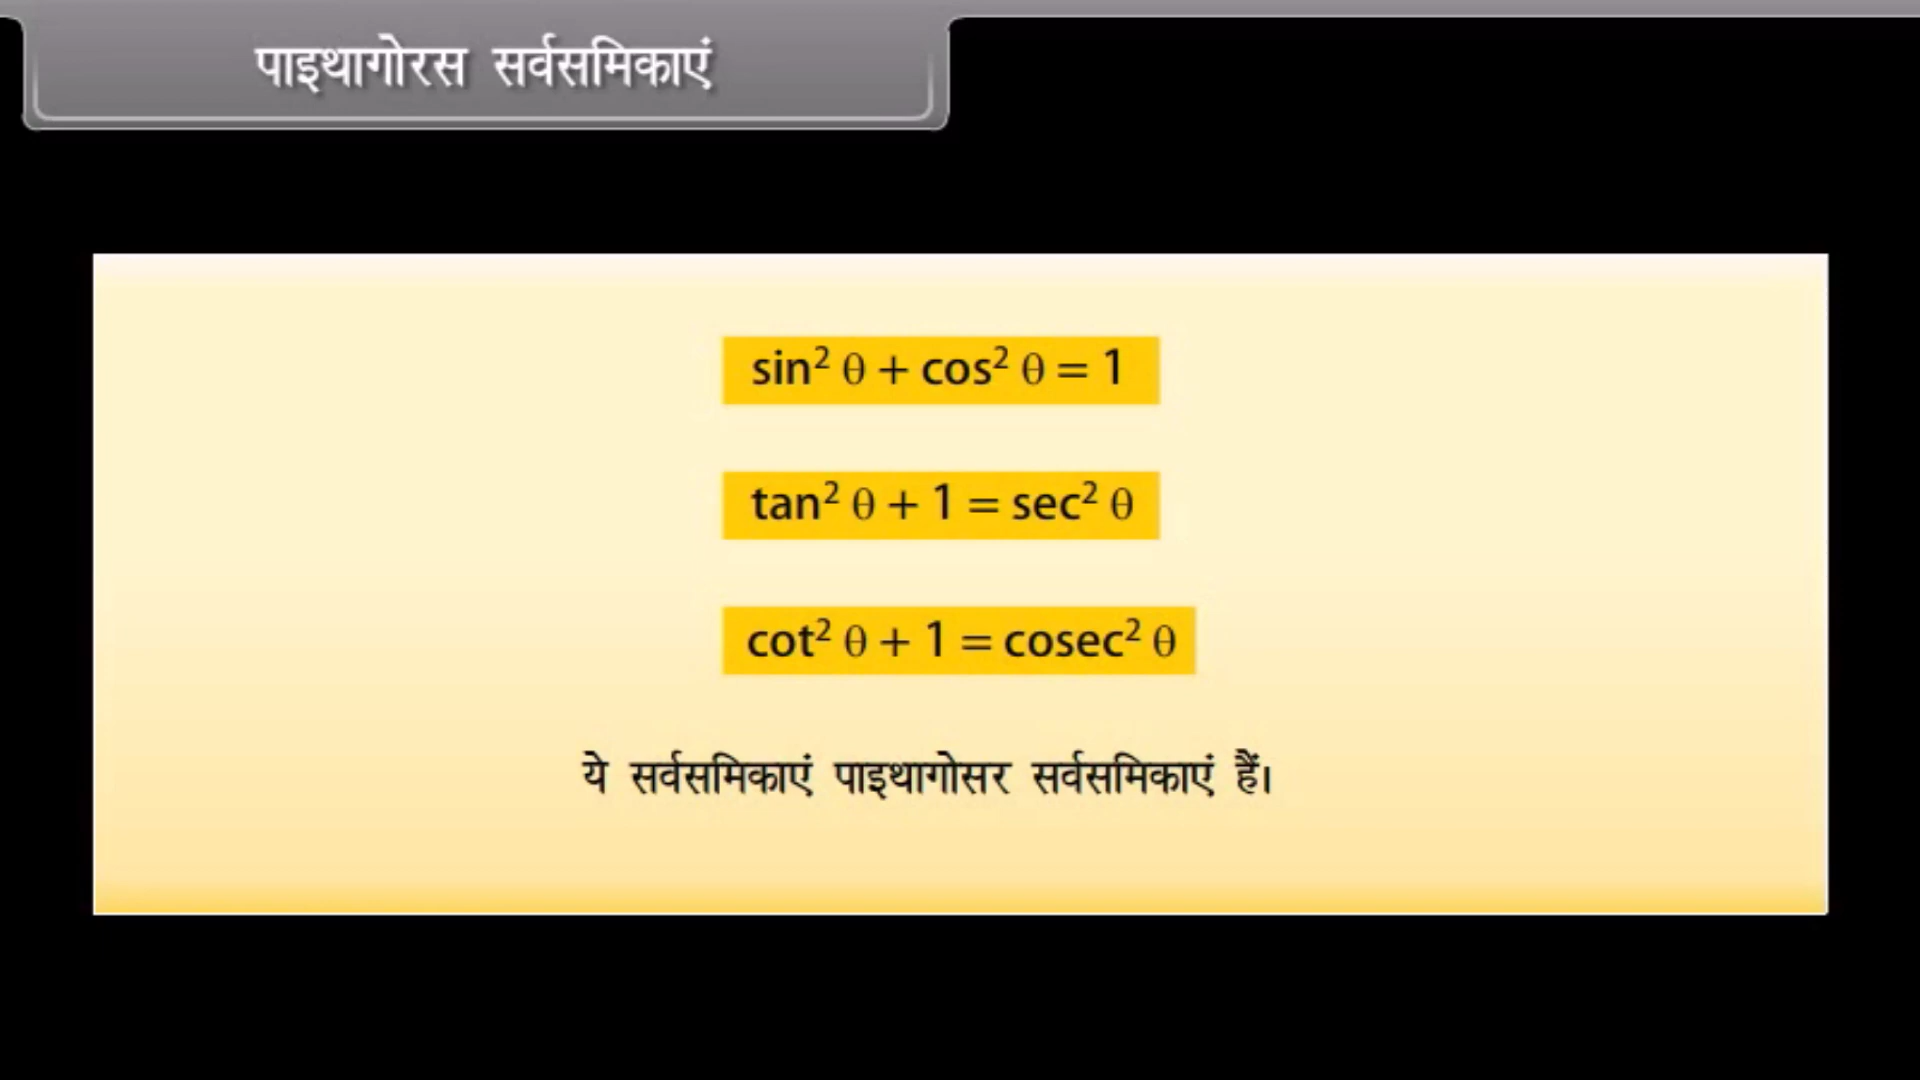 पाइथागोरस सर्वसमिकाएं
sin² θ + cos² θ = 1
tan² θ + 1 = sec² θ
cot² θ + 1 = cosec² θ
ये सर्वसमिकाएं पाइथागोसर सर्वसमिकाएं हैं।